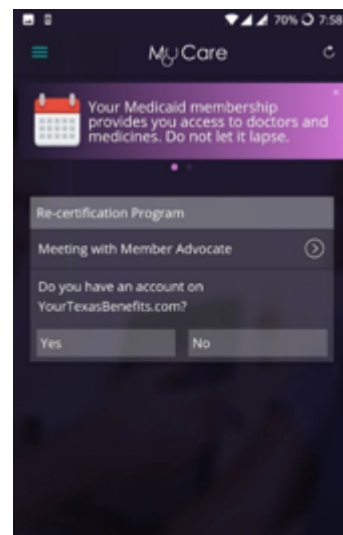 70% 7:58
MyCare
Your Medicaid membership
provides you access to doctors and
medicines. Do not let it lapse.
Re-certification Program
Meeting with Member Advocate
Do you have an account on
YourTexasBenefits.com?
Yes No